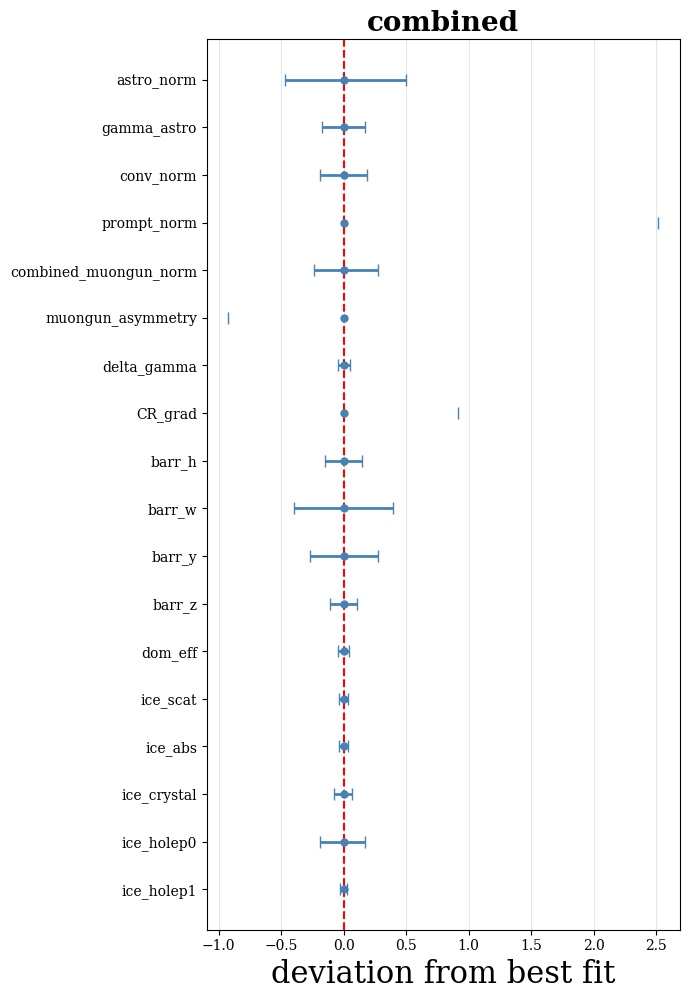 combined
astro_norm
gamma_astro
conv_norm
prompt_norm
combined_muongun_norm
muongun_asymmetry
delta_gamma
CR_grad
barr_h
barr_w
barr_y
barr_z
dom_eff
ice_scat
ice_abs
ice_crystal
ice_holep0
ice_holep1
−1.0 −0.5 0.0 0.5 1.0 1.5 2.0 2.5
deviation from best fit